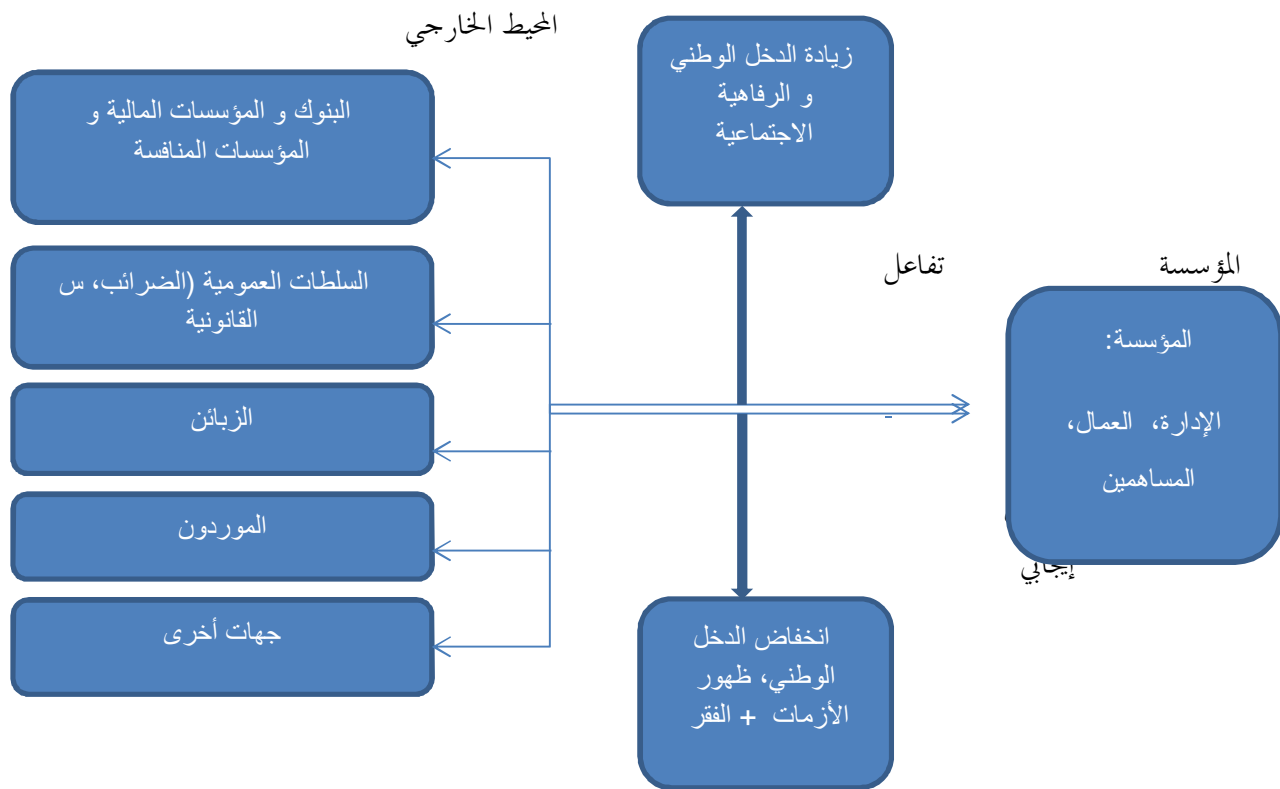 المحيط الخارجي
زيادة الدخل الوطني
و الرفاهية
الاجتماعية
البنوك و المؤسسات المالية و
المؤسسات المنافسة
المؤسسة
تفاعل
السلطات العمومية (الضرائب، س
القانونية
المؤسسة:
الإدارة، العمال،
المساهمين
الزبائن
-
الموردون
إيجابي
جهات أخرى
انخفاض الدخل
الوطني، ظهور
الأزمات + الفقر